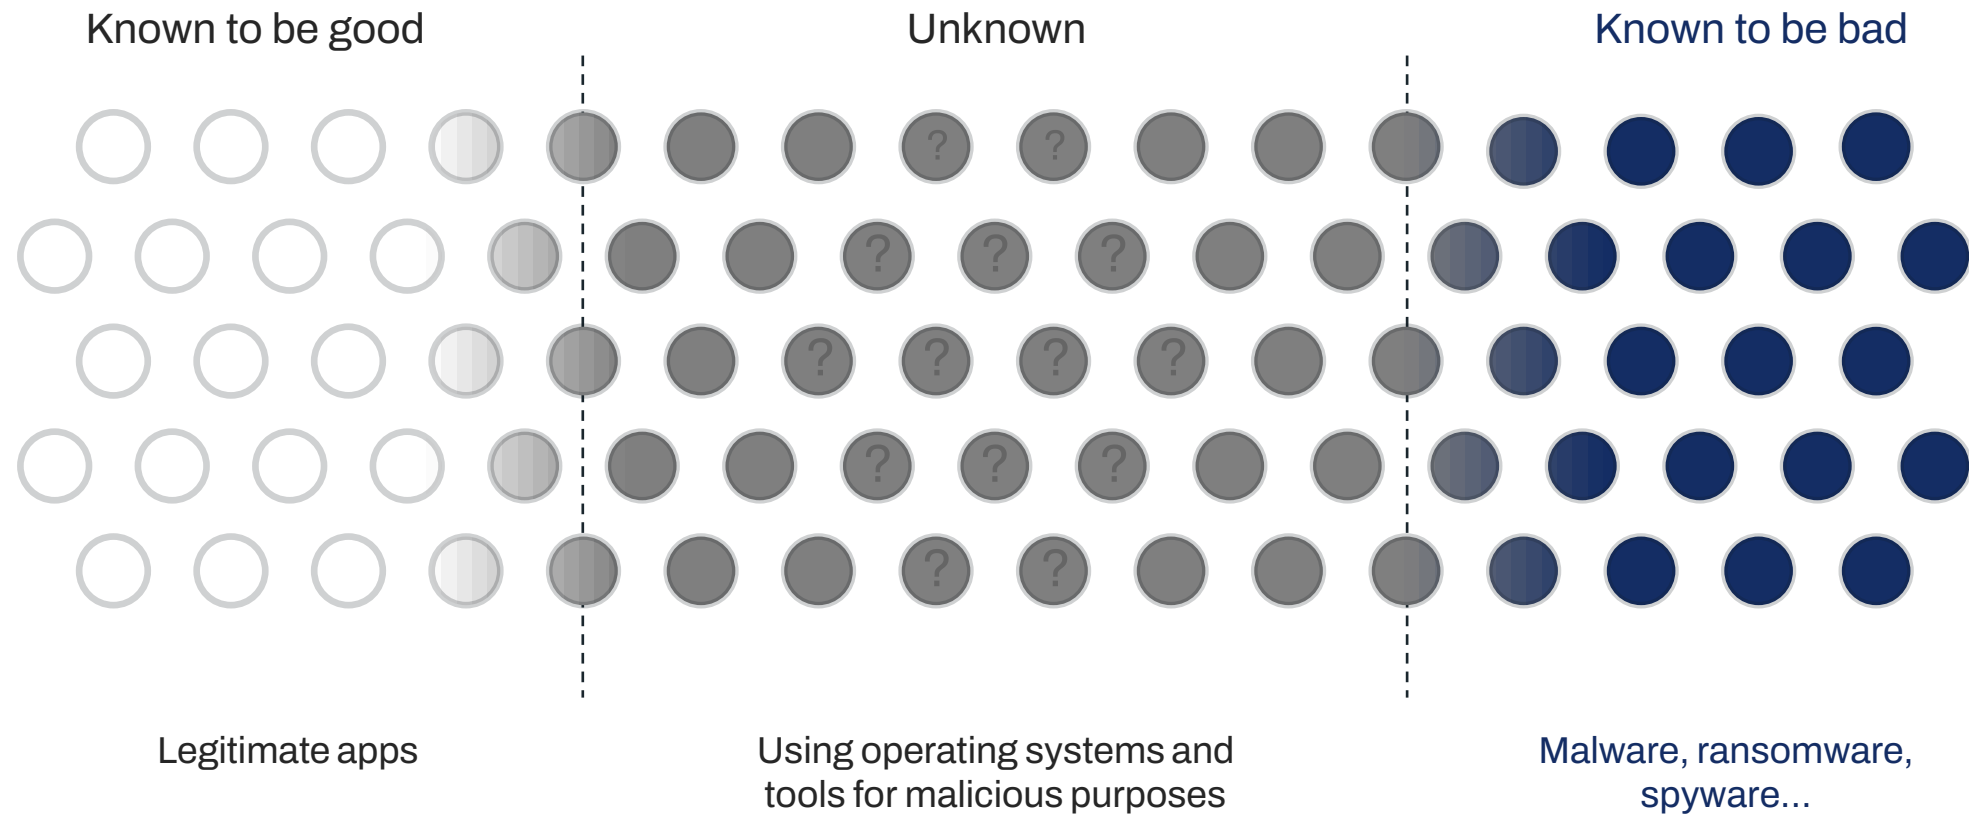 Known to be good
Unknown
Known to be bad
? ?
? ? ?
? ? ? ?
? ? ?
? ?
Legitimate apps
Using operating systems and
tools for malicious purposes
Malware, ransomware,
spyware...